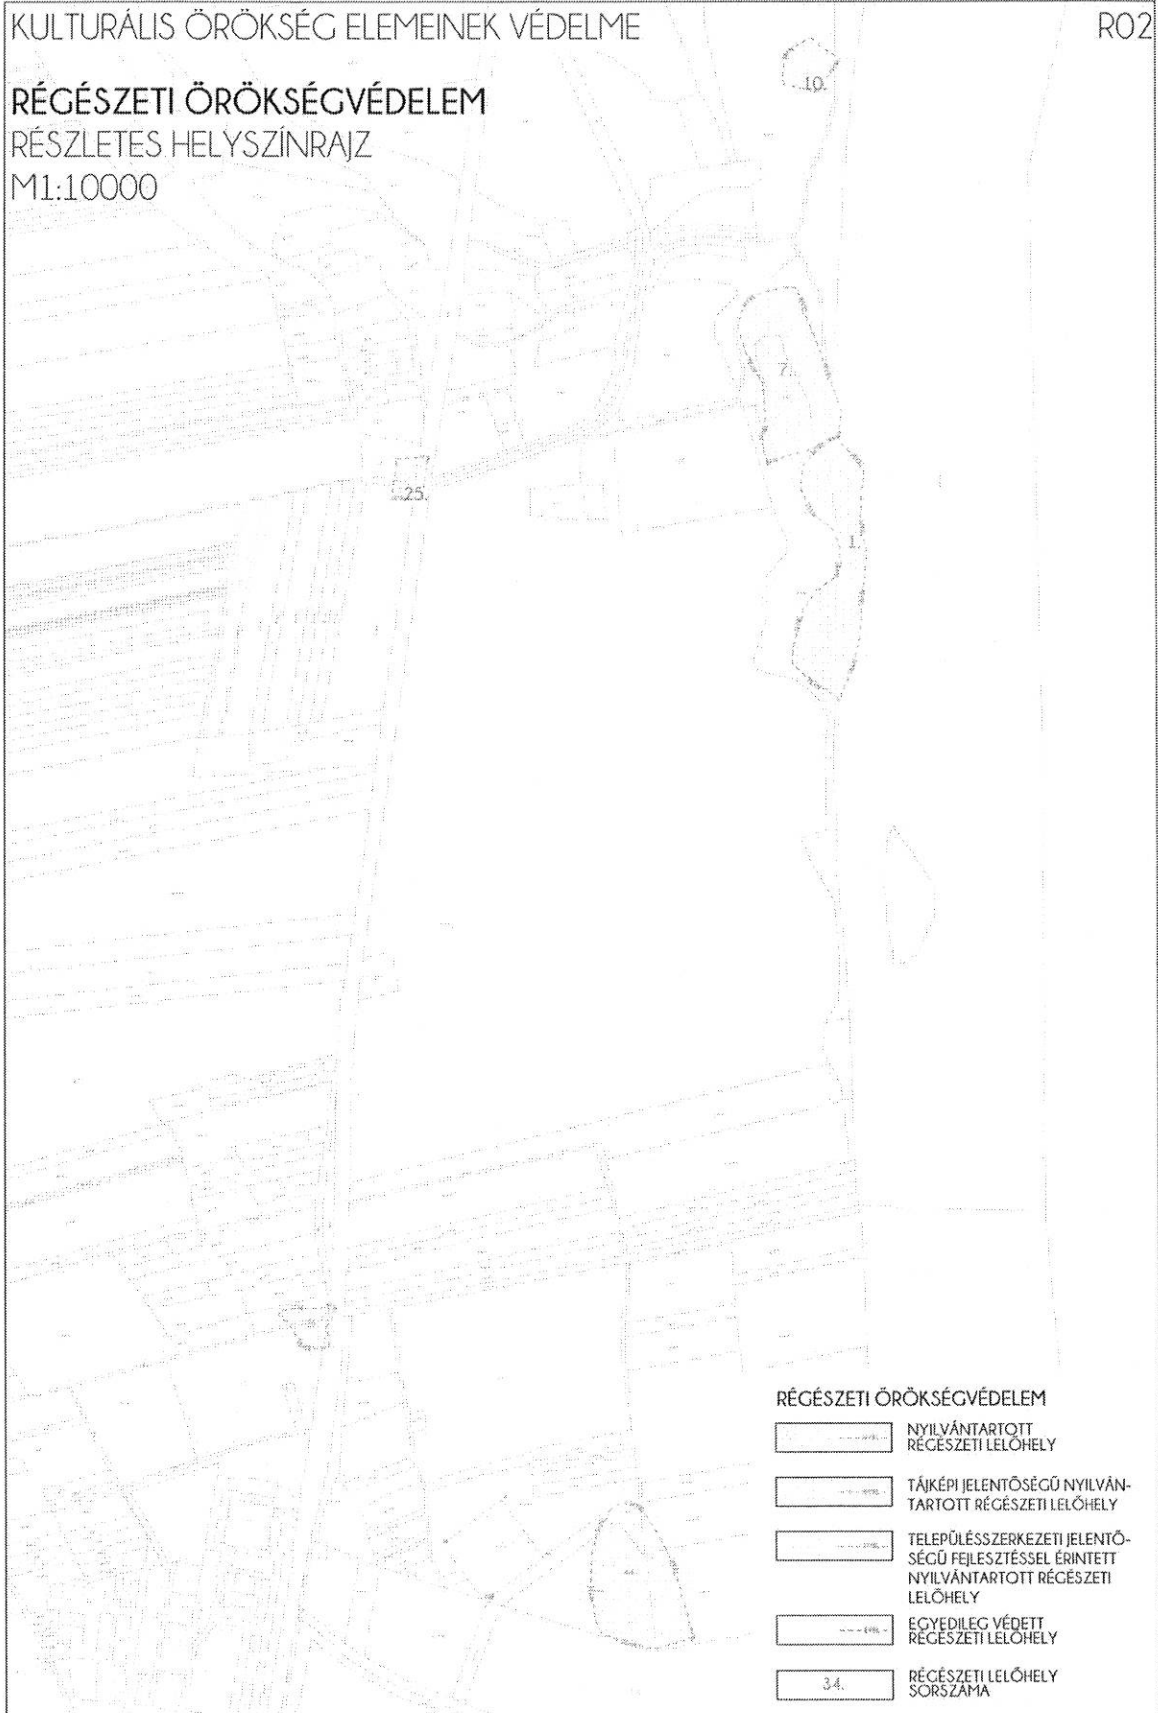 KULTURÁLIS ÖRÖKSÉG ELEMEINEK VÉDELME
R02
RÉGÉSZETI ÖRÖKSÉGVÉDELEM
RÉSZLETES HELYSZÍNRAJZ
M1:10000
10.
7.
25.
1.
RÉGÉSZETI ÖRÖKSÉGVÉDELEM
NYILVÁNTARTOTT
RÉGÉSZETI LELŐHELY
TÁJKÉPI JELENTŐSÉGŰ NYILVÁN-
TARTOTT RÉGÉSZETI LELŐHELY
TELEPÜLÉSSZERKEZETI JELENTŐ-
SÉGŰ FEJLESZTÉSSEL ÉRINTETT
NYILVÁNTARTOTT RÉGÉSZETI
LELŐHELY
EGYEDILEG VÉDETT
RÉGÉSZETI LELŐHELY
34.
RÉGÉSZETI LELŐHELY
SORSZÁMA